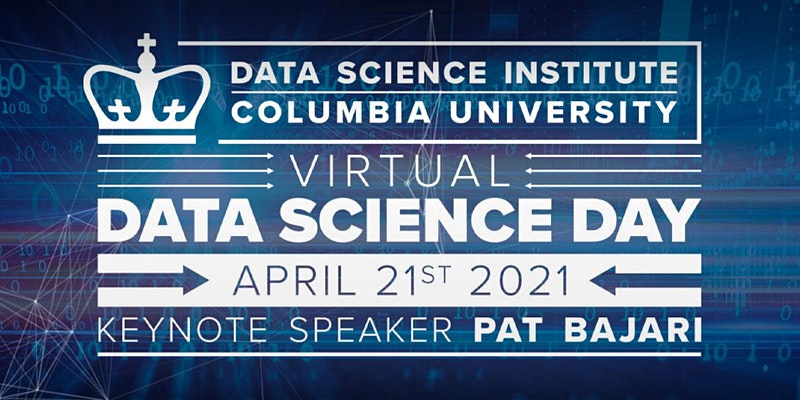 DATA SCIENCE INSTITUTE
COLUMBIA UNIVERSITY
VIRTUAL
DATA SCIENCE DAY
APRIL 21ST 2021
KEYNOTE SPEAKER PAT BAJARI